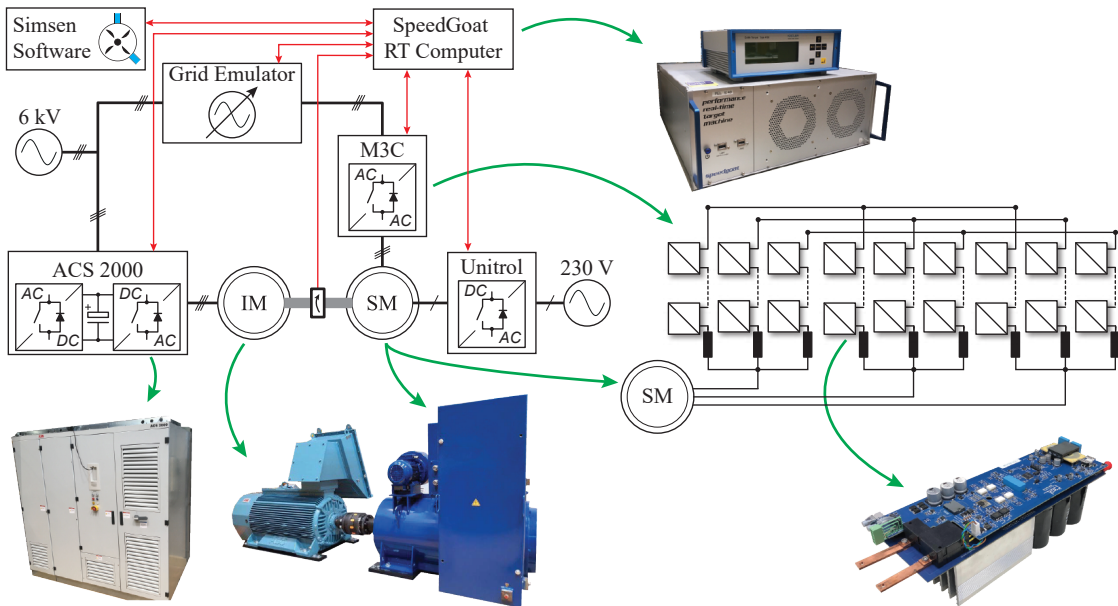 Simsen
Software
SpeedGoat
RT Computer
Grid Emulator
6 kV
M3C
AC
AC
ACS 2000
AC
DC
+
DC
AC
IM
SM
Unitrol
DC
AC
230 V
SM
performance
real-time
target
machine
speedgoat